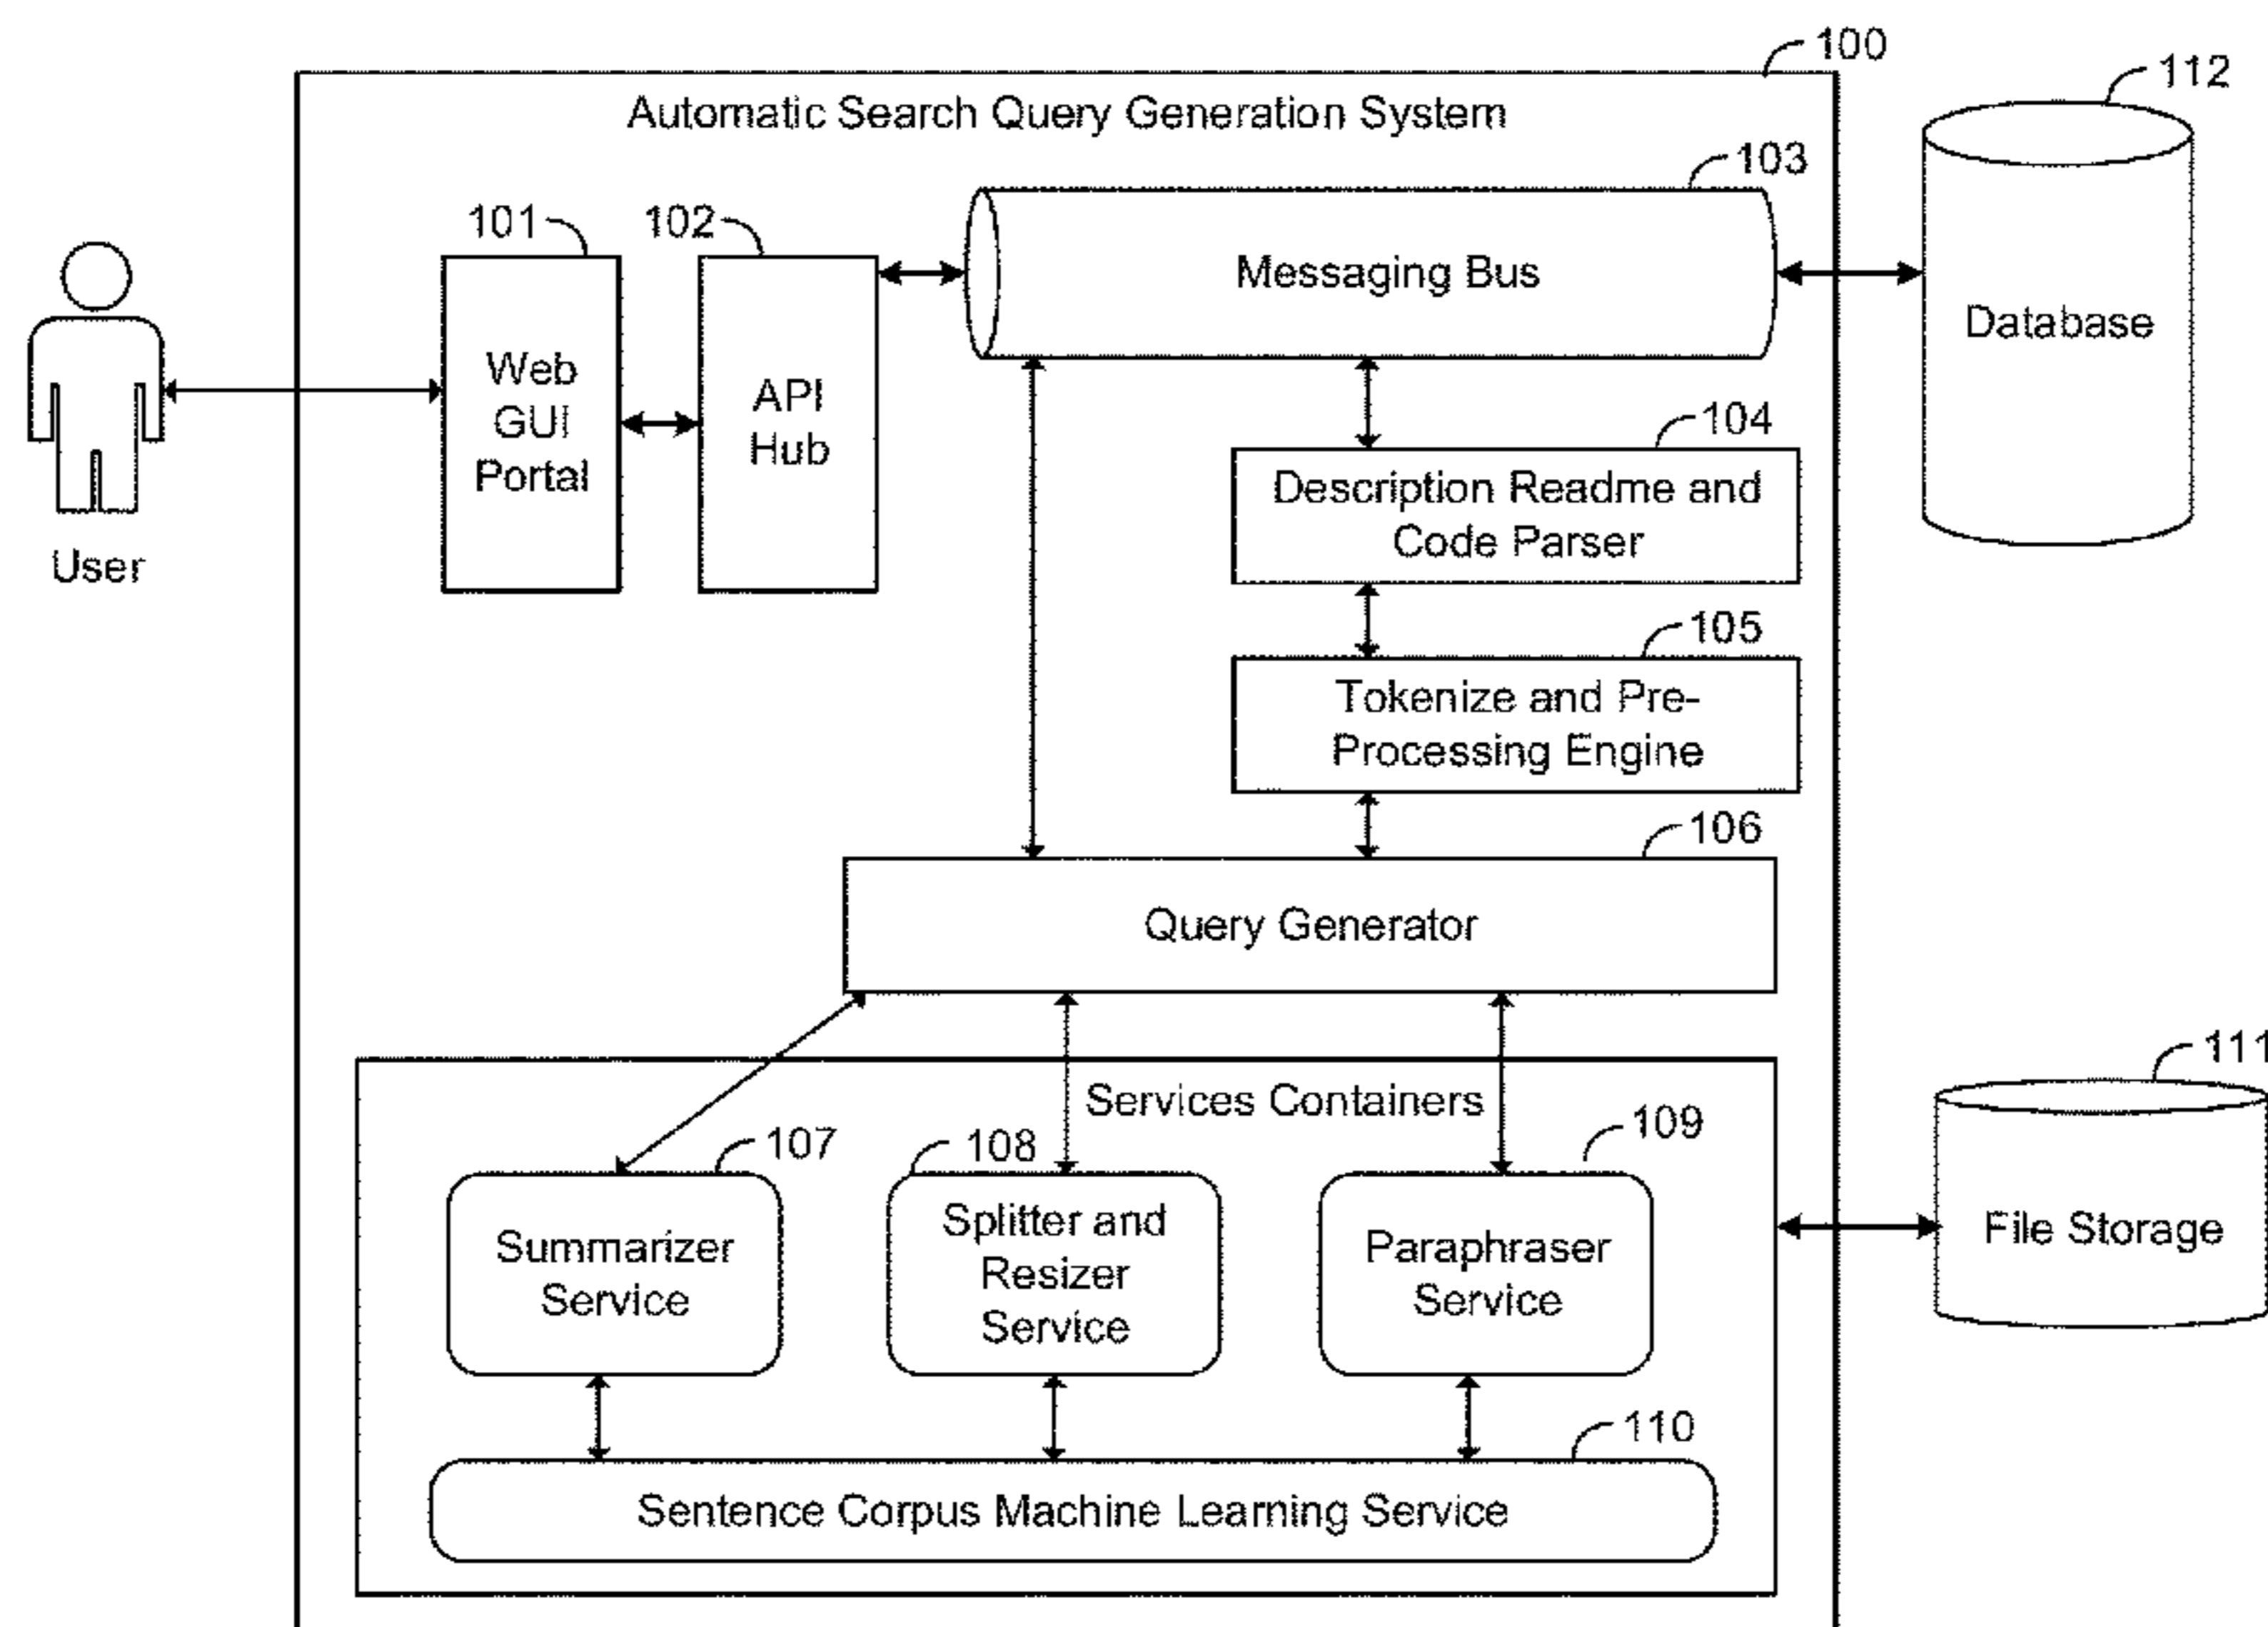 100
Automatic Search Query Generation System
112
103
101
102
Messaging Bus
Database
Web
GUI
Portal
API
Hub
User
104
Description Readme and
Code Parser
105
Tokenize and Pre-
Processing Engine
106
Query Generator
111
Services Containers
File Storage
107
108
109
Summarizer
Service
Splitter and
Resizer
Service
Paraphraser
Service
110
Sentence Corpus Machine Learning Service